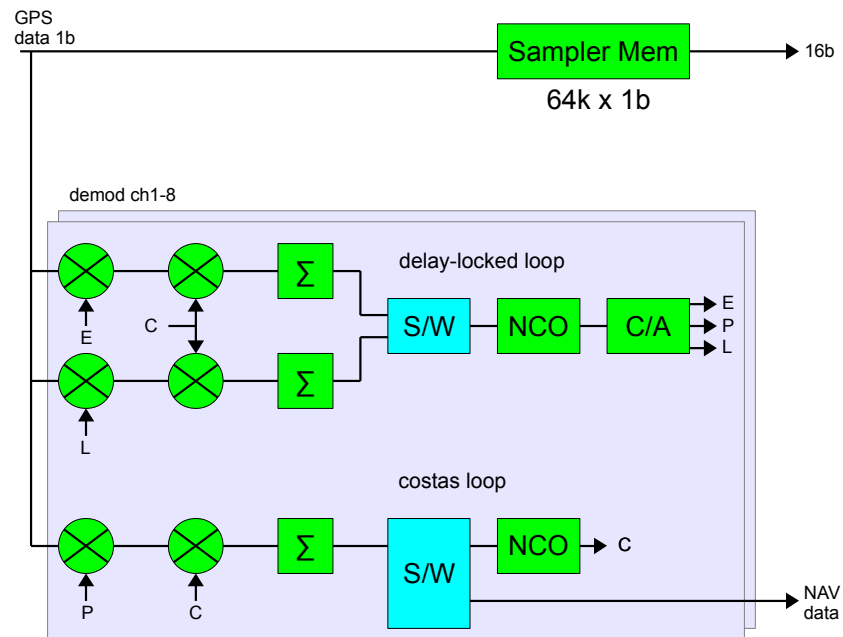 GPS
data 1b
Sampler Mem
16b
64k x 1b
demod ch1-8
Σ
delay-locked loop
E
C
S/W
NCO
C/A
E
P
L
Σ
L
costas loop
Σ
S/W
NCO
C
P
C
NAV
data